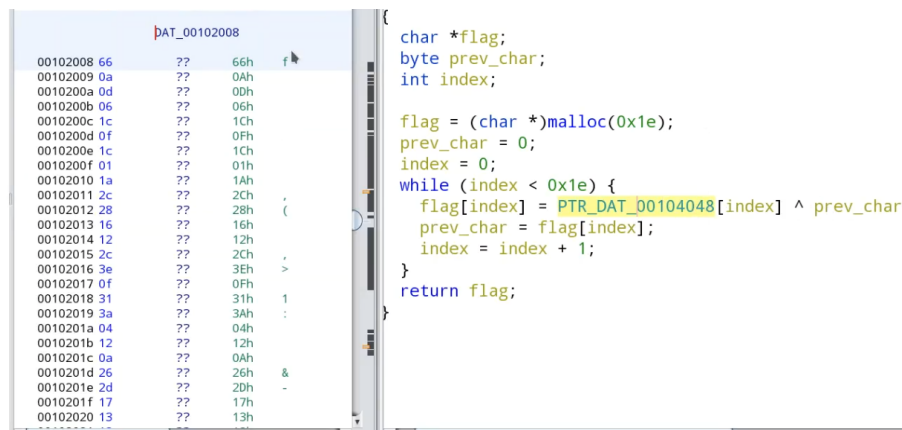 DAT_00102008
00102008 66 ?? 66h f
00102009 0a ?? 0Ah
0010200a 0d ?? 0Dh
0010200b 06 ?? 06h
0010200c 1c ?? 1Ch
0010200d 0f ?? 0Fh
0010200e 1c ?? 1Ch
0010200f 01 ?? 01h
00102010 1a ?? 1Ah
00102011 2c ?? 2Ch ,
00102012 28 ?? 28h (
00102013 16 ?? 16h
00102014 12 ?? 12h
00102015 2c ?? 2Ch ,
00102016 3e ?? 3Eh >
00102017 0f ?? 0Fh
00102018 31 ?? 31h 1
00102019 3a ?? 3Ah :
0010201a 04 ?? 04h
0010201b 12 ?? 12h
0010201c 0a ?? 0Ah
0010201d 26 ?? 26h &
0010201e 2d ?? 2Dh -
0010201f 17 ?? 17h
00102020 13 ?? 13h
{
char *flag;
byte prev_char;
int index;
flag = (char *)malloc(0x1e);
prev_char = 0;
index = 0;
while (index < 0x1e) {
flag[index] = PTR_DAT_00104048[index] ^ prev_char
prev_char = flag[index];
index = index + 1;
}
return flag;
}